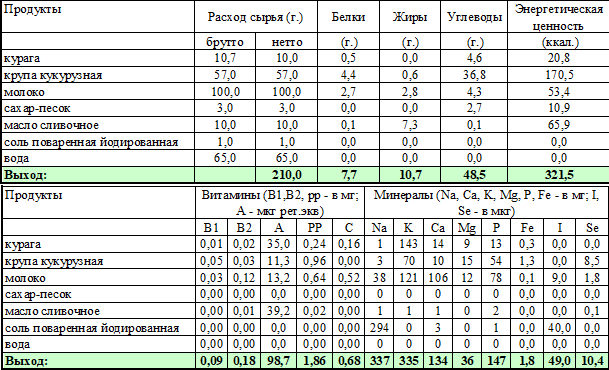 Продукты Расход сырья (г.) Белки Жиры Углеводы Энергетическая ценность
брутто нетто (г.) (г.) (г.) (ккал.)
курага 10,7 10,0 0,5 0,0 4,6 20,8
крупа кукурузная 57,0 57,0 4,4 0,6 36,8 170,5
молоко 100,0 100,0 2,7 2,8 4,3 53,4
сахар-песок 3,0 3,0 0,0 0,0 2,7 10,9
масло сливочное 10,0 10,0 0,1 7,3 0,1 65,9
соль поваренная йодированная 1,0 1,0 0,0 0,0 0,0 0,0
вода 65,0 65,0 0,0 0,0 0,0 0,0
Выход: 210,0 7,7 10,7 48,5 321,5
Продукты Витамины (В1,В2, рр - в мг; Минералы (Na, Ca, K, Mg, P, Fe - в мг; I,
А - мкг рет.экв) Se - в мкг)
В1 В2 А РР С Na K Ca Mg P Fe I Se
курага 0,01 0,02 35,0 0,24 0,16 1 143 14 9 13 0,3 0,0 0,0
крупа кукурузная 0,05 0,03 11,3 0,96 0,00 3 70 10 15 54 1,3 0,0 8,5
молоко 0,03 0,12 13,2 0,64 0,52 38 121 106 12 78 0,1 9,0 1,8
сахар-песок 0,00 0,00 0,0 0,00 0,00 0 0 0 0 0 0,0 0,0 0,0
масло сливочное 0,00 0,01 39,2 0,02 0,00 1 1 1 0 2 0,0 0,0 0,1
соль поваренная йодированная 0,00 0,00 0,0 0,00 0,00 294 0 3 0 1 0,0 40,0 0,0
вода 0,00 0,00 0,0 0,00 0,00 0 0 0 0 0 0,0 0,0 0,0
Выход: 0,09 0,18 98,7 1,86 0,68 337 335 134 36 147 1,8 49,0 10,4